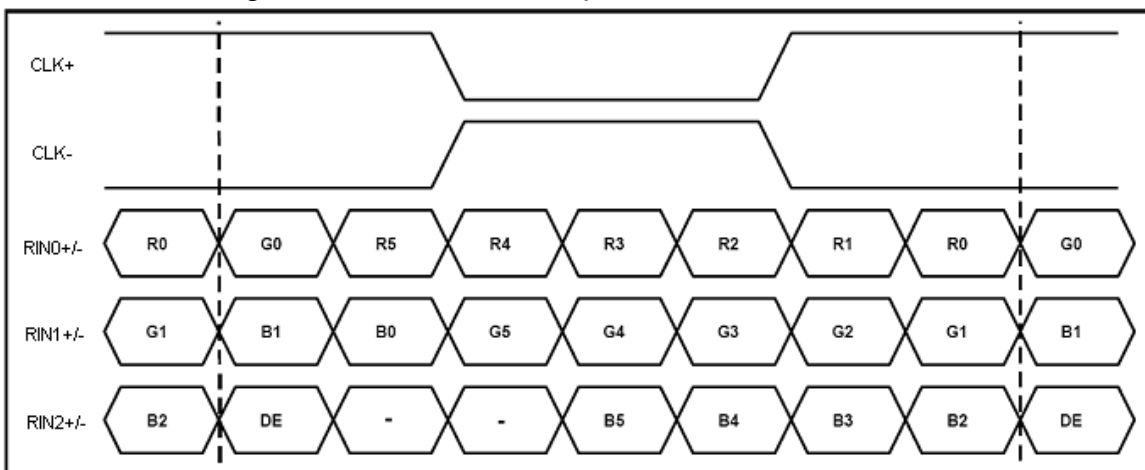 CLK+
CLK-
RIN0+/- R0 G0 R5 R4 R3 R2 R1 R0 G0
RIN1+/- G1 B1 B0 G5 G4 G3 G2 G1 B1
RIN2+/- B2 DE - - B5 B4 B3 B2 DE